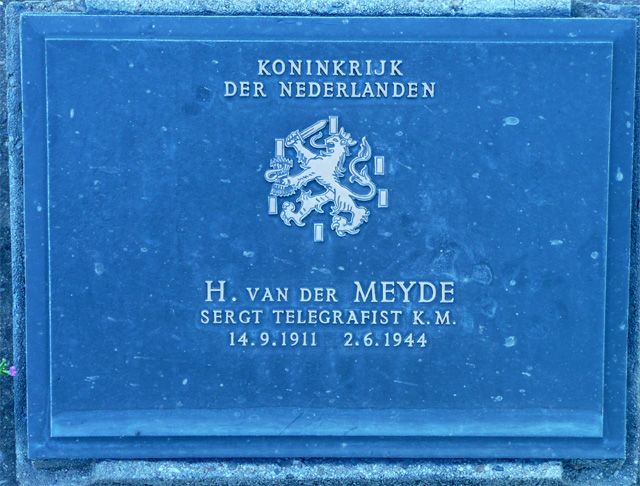 KONINKRIJK
DER NEDERLANDEN
H. VAN DER MEYDE
SERGT TELEGRAFIST K.M.
14.9.1911 2.6.1944